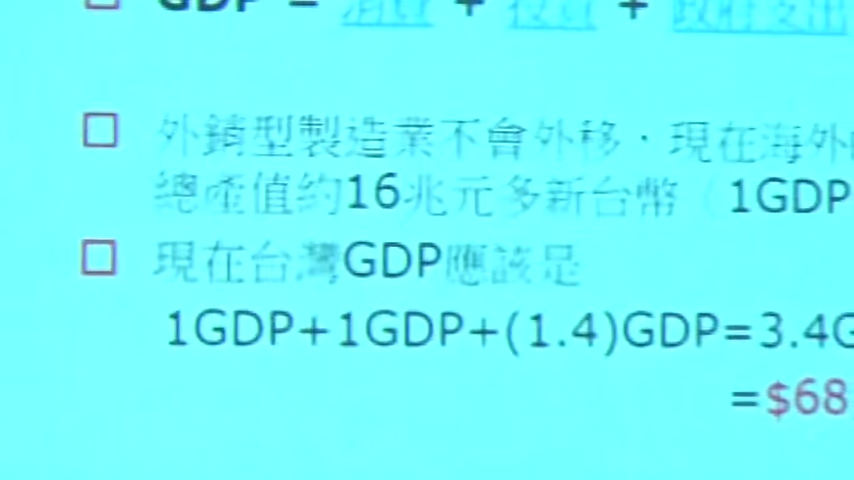 GDP = 消費 + 投資 + 政府支出
外銷型製造業不會外移，現在海外
總產值約16兆元多新台幣（1GDP
現在台灣GDP應該是
1GDP+1GDP+(1.4)GDP=3.4G
=$68